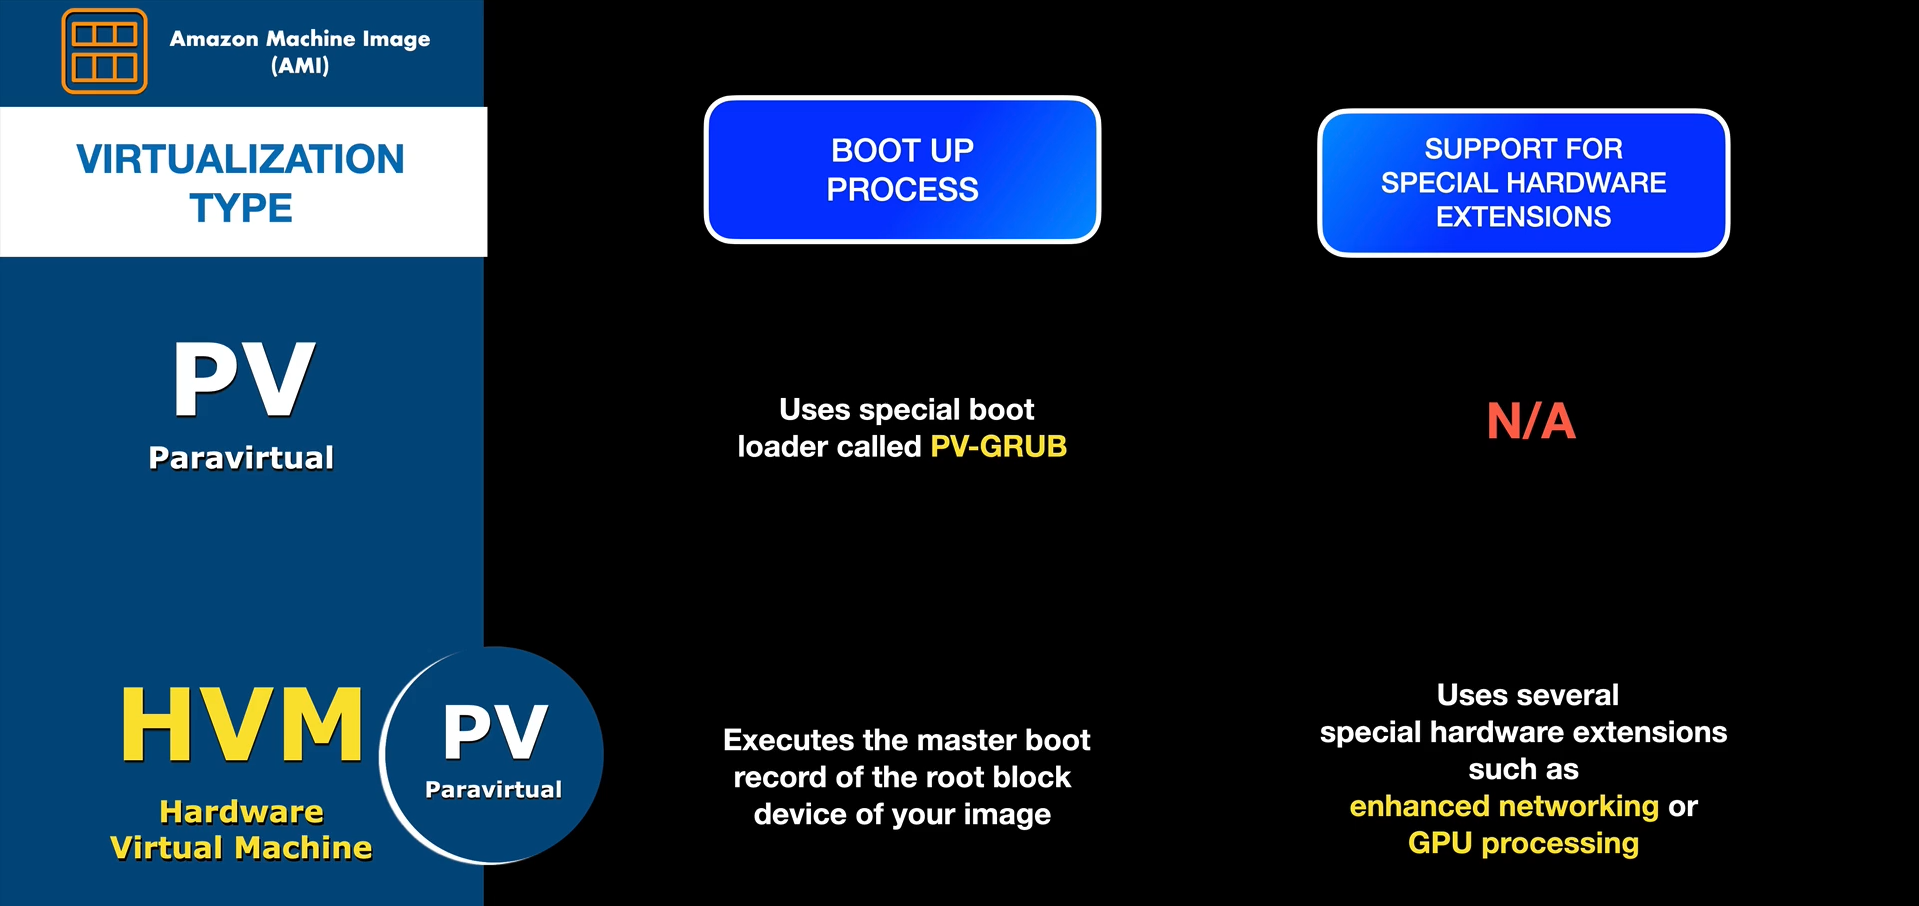 Amazon Machine Image
(AMI)
VIRTUALIZATION
TYPE
BOOT UP
PROCESS
SUPPORT FOR
SPECIAL HARDWARE
EXTENSIONS
PV
Paravirtual
Uses special boot
loader called PV-GRUB
N/A
HVM
Hardware
Virtual Machine
PV
Paravirtual
Executes the master boot
record of the root block
device of your image
Uses several
special hardware extensions
such as
enhanced networking or
GPU processing